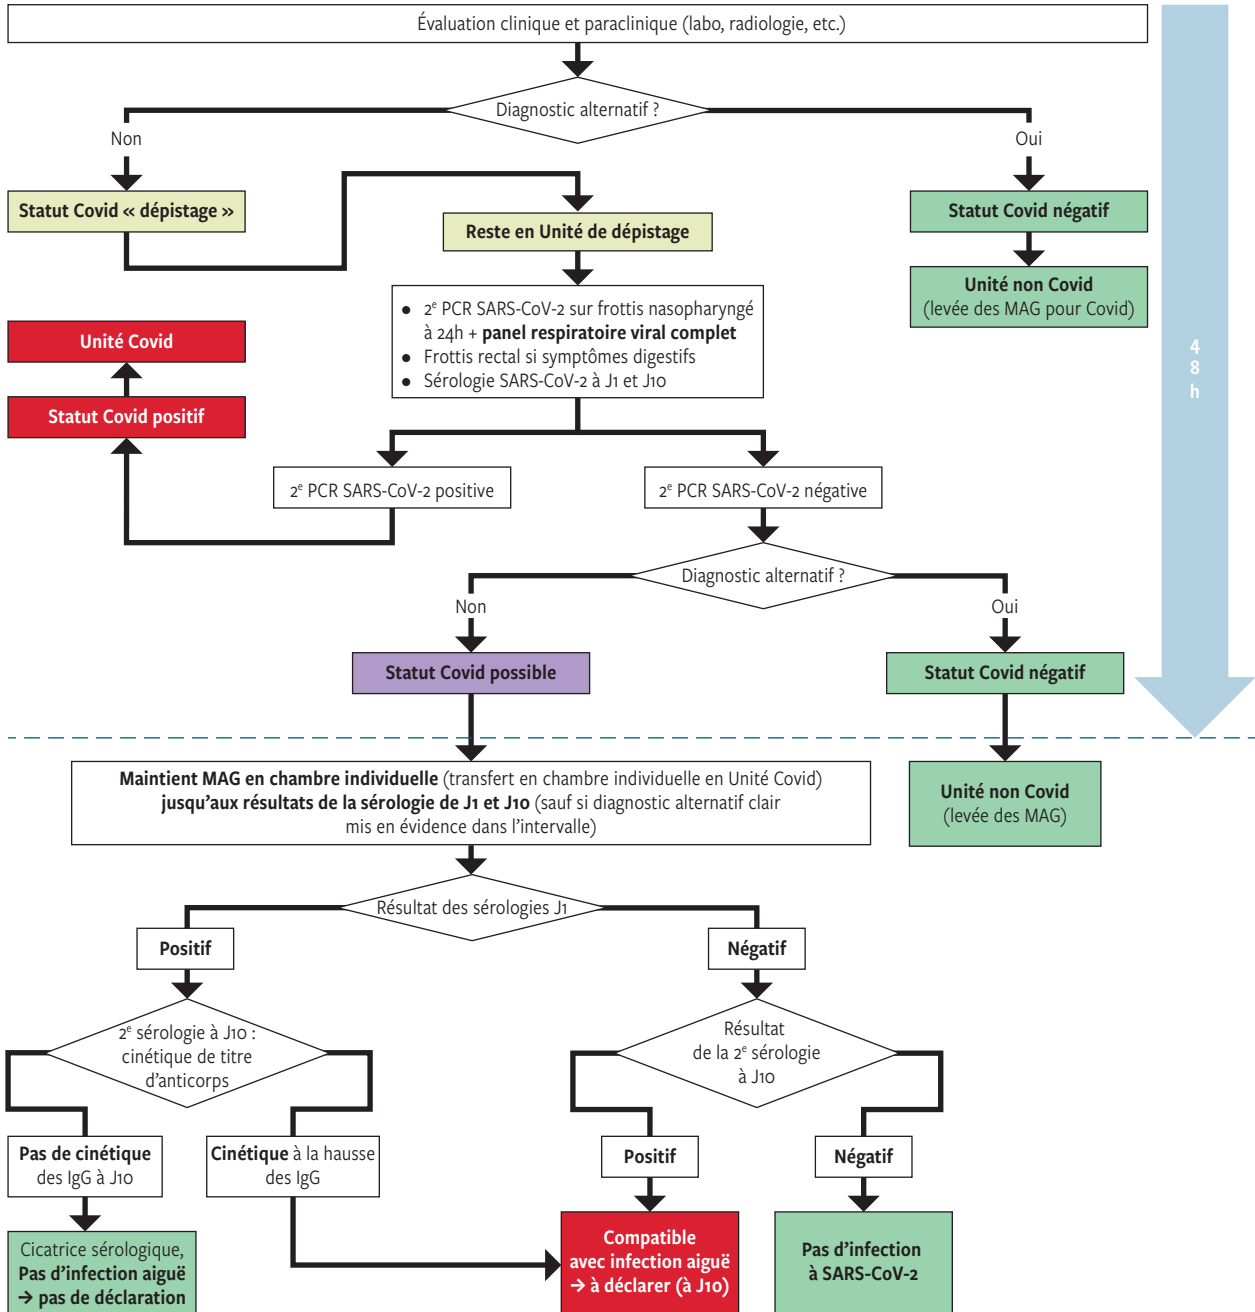 Évaluation clinique et paraclinique (labo, radiologie, etc.)
Diagnostic alternatif ?
Non
Oui
Statut Covid « dépistage »
Statut Covid négatif
Reste en Unité de dépistage
Unité non Covid
(levée des MAG pour Covid)
● 2e PCR SARS-CoV-2 sur frottis nasopharyngé
à 24h + panel respiratoire viral complet
● Frottis rectal si symptômes digestifs
● Sérologie SARS-CoV-2 à J1 et J10
Unité Covid
Statut Covid positif
4
8
h
2e PCR SARS-CoV-2 positive
2e PCR SARS-CoV-2 négative
Diagnostic alternatif ?
Non
Oui
Statut Covid possible
Statut Covid négatif
Maintient MAG en chambre individuelle (transfert en chambre individuelle en Unité Covid)
jusqu'aux résultats de la sérologie de J1 et J10 (sauf si diagnostic alternatif clair
mis en évidence dans l'intervalle)
Unité non Covid
(levée des MAG)
Résultat des sérologies J1
Positif
Négatif
2e sérologie à J10 :
cinétique de titre
d'anticorps
Résultat
de la 2e sérologie
à J10
Pas de cinétique
des IgG à J10
Cinétique à la hausse
des IgG
Positif
Négatif
Cicatrice sérologique,
Pas d'infection aiguë
→ pas de déclaration
Compatible
avec infection aiguë
→ à déclarer (à J10)
Pas d'infection
à SARS-CoV-2